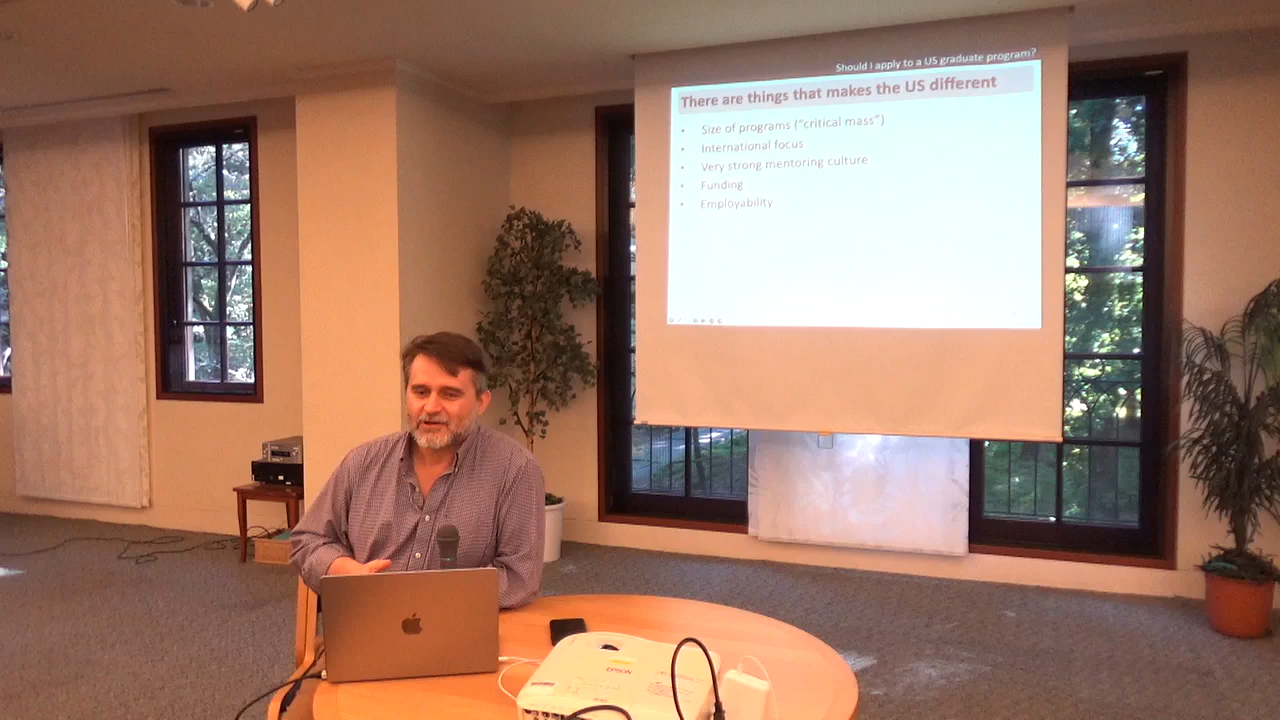 Should I apply to a US graduate program?
There are things that makes the US different
• Size of programs ("critical mass")
• International focus
• Very strong mentoring culture
• Funding
• Employability
EPSON